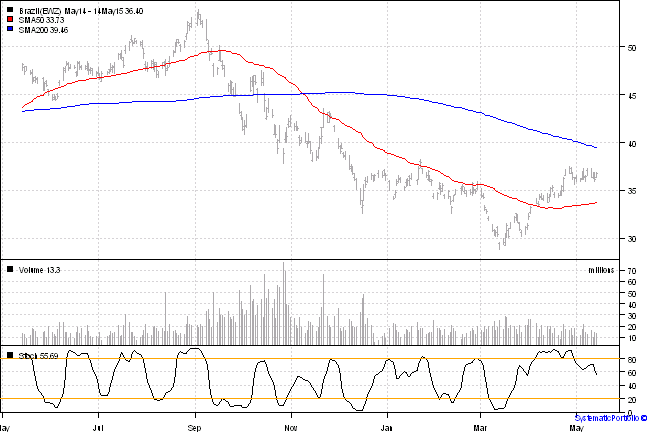 Brazil(EWZ) May14 - 14May15 36.40
SMA50 33.73
SMA200 39.46
50
45
40
35
30
Volume 13.3
millions
70
60
50
40
30
20
10
Stoch 55.69
80
60
40
20
0
May Jul Sep Nov Jan Mar May
SystematicPortfolio ©